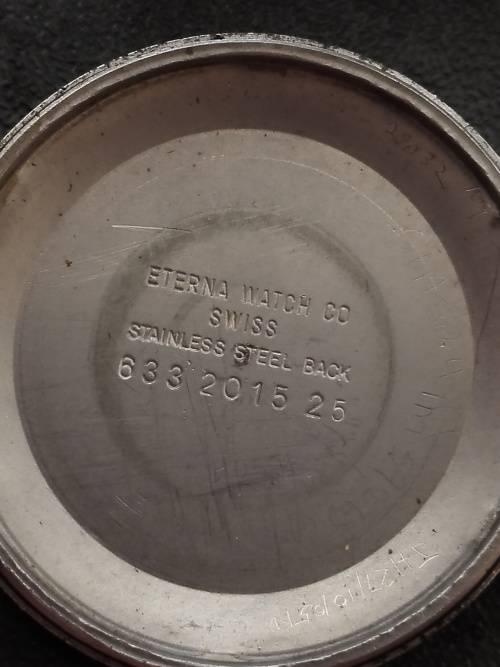 ETERNA WATCH CO
SWISS
STAINLESS STEEL BACK
633 2015 25